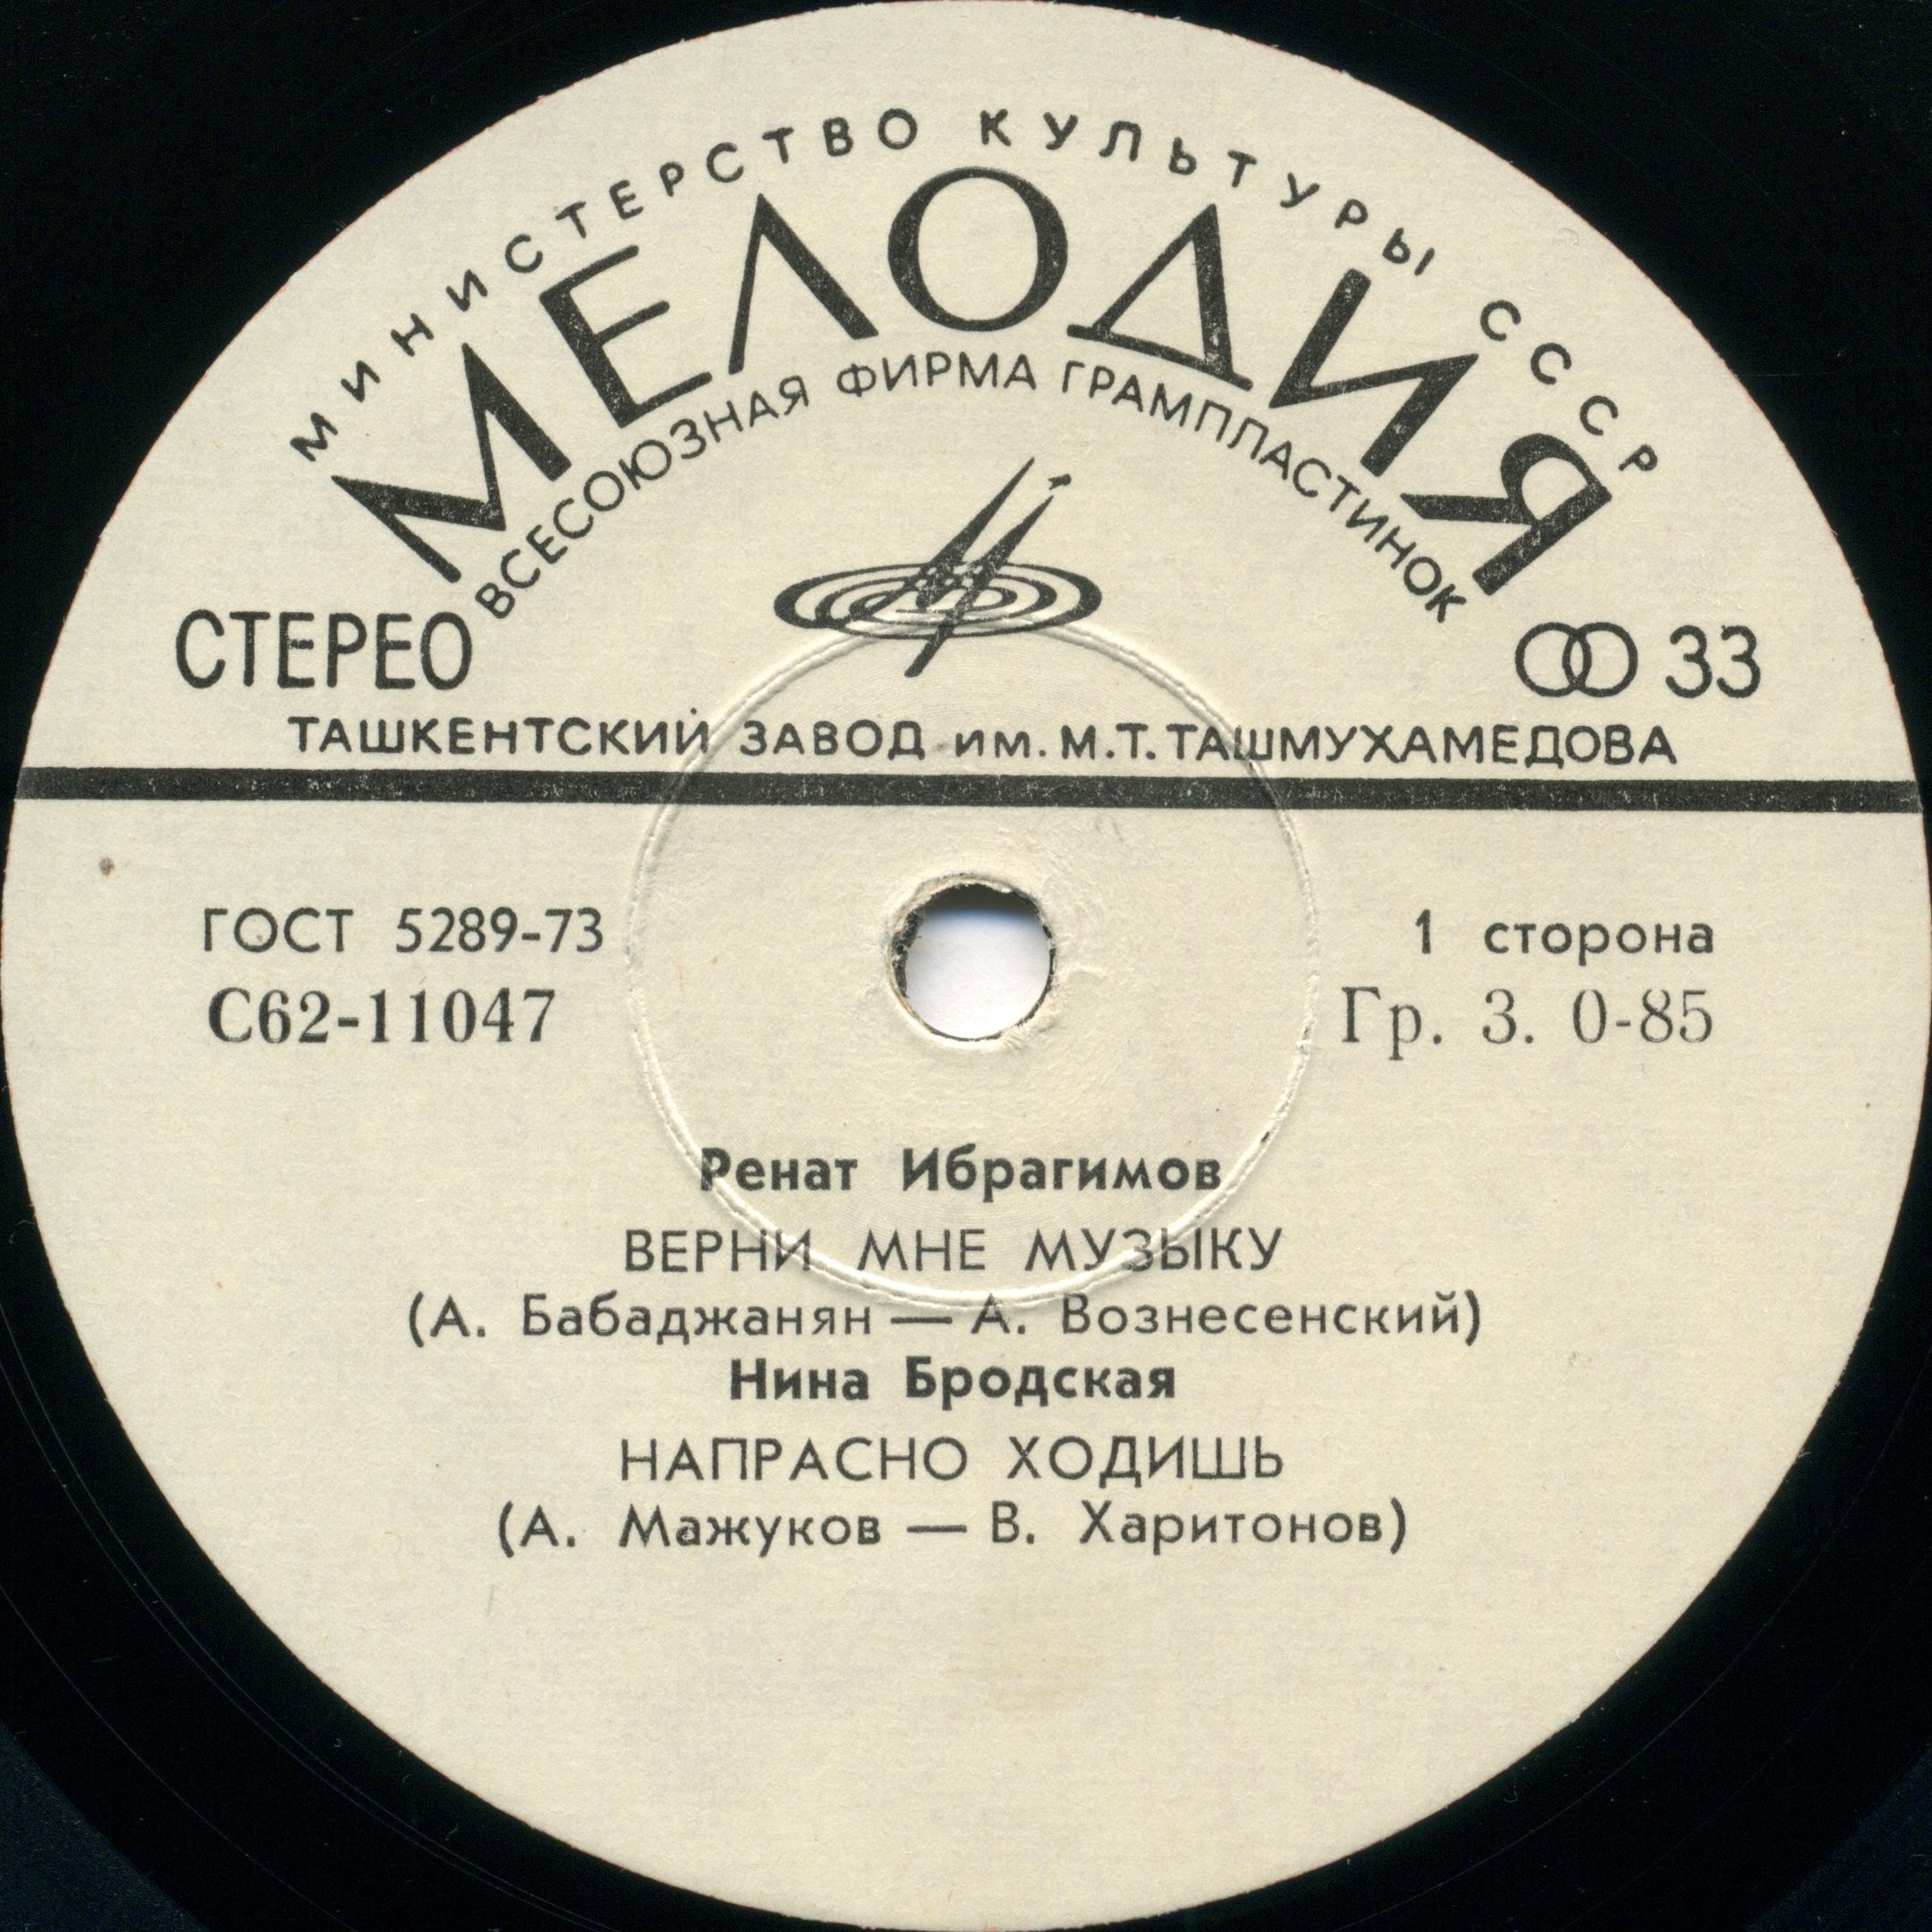 МИНИСТЕРСТВО КУЛЬТУРЫ СССР
МЕЛОДИЯ
ВСЕСОЮЗНАЯ ФИРМА ГРАМПЛАСТИНОК
СТЕРЕО
33
ТАШКЕНТСКИЙ ЗАВОД им. М.Т. ТАШМУХАМЕДОВА
ГОСТ 5289-73
1 сторона
С62-11047
Гр. 3. 0-85
Ренат Ибрагимов
ВЕРНИ МНЕ МУЗЫКУ
(А. Бабаджанян — А. Вознесенский)
Нина Бродская
НАПРАСНО ХОДИШЬ
(А. Мажуков — В. Харитонов)